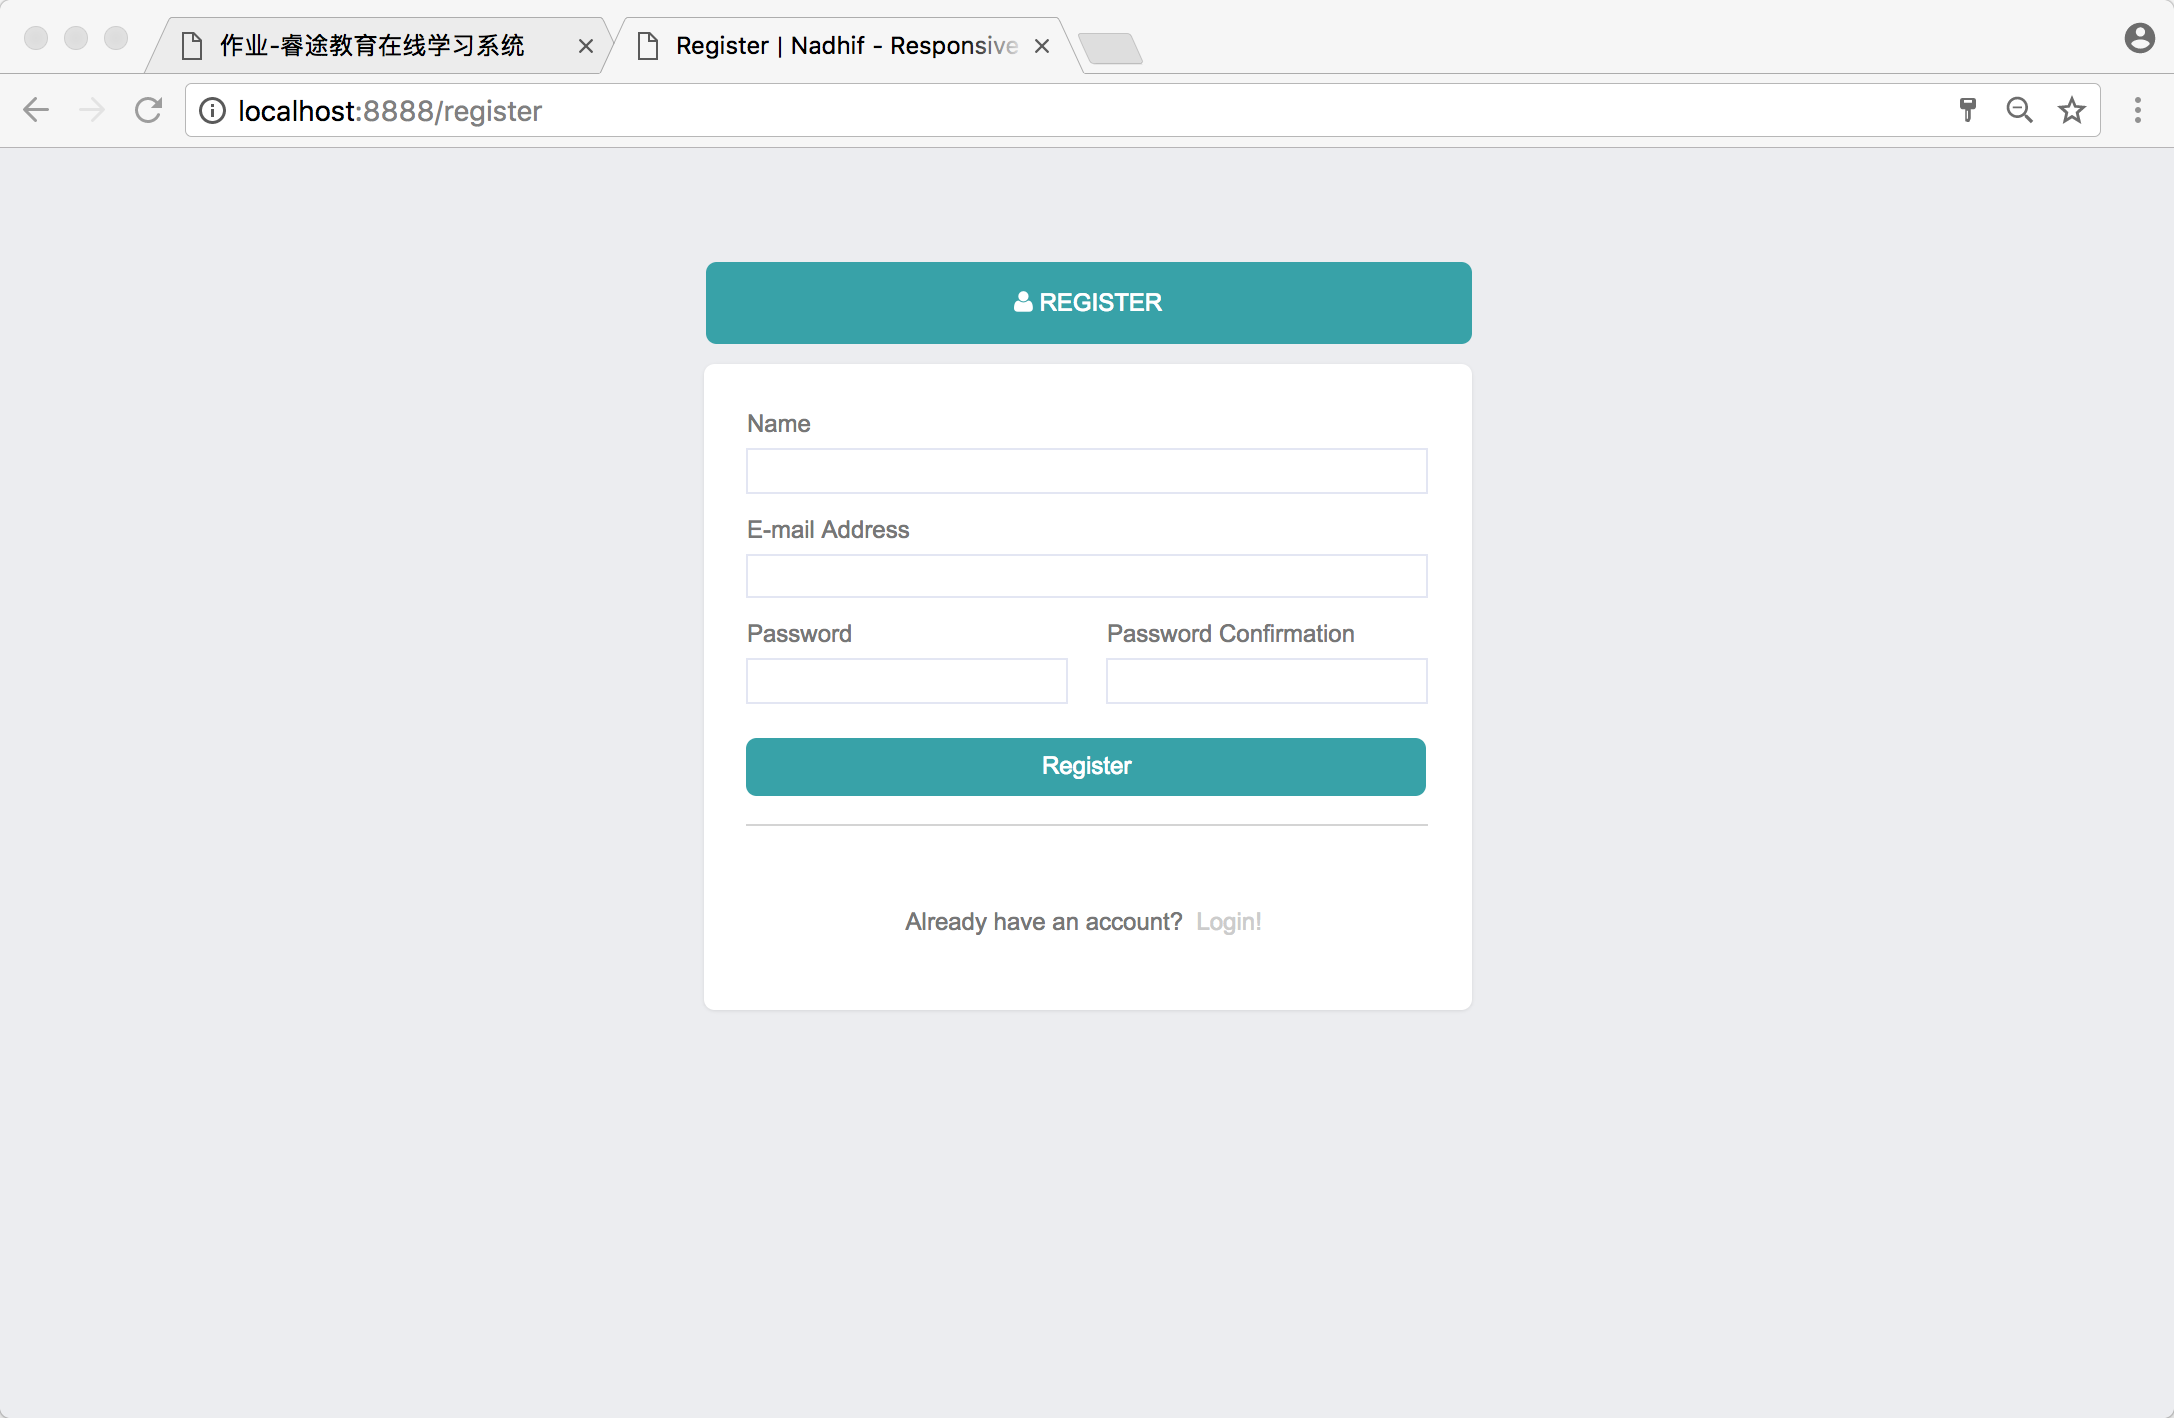 作业-睿途教育在线学习系统
Register | Nadhif - Responsive
localhost:8888/register
REGISTER
Name
E-mail Address
Password
Password Confirmation
Register
Already have an account? Login!